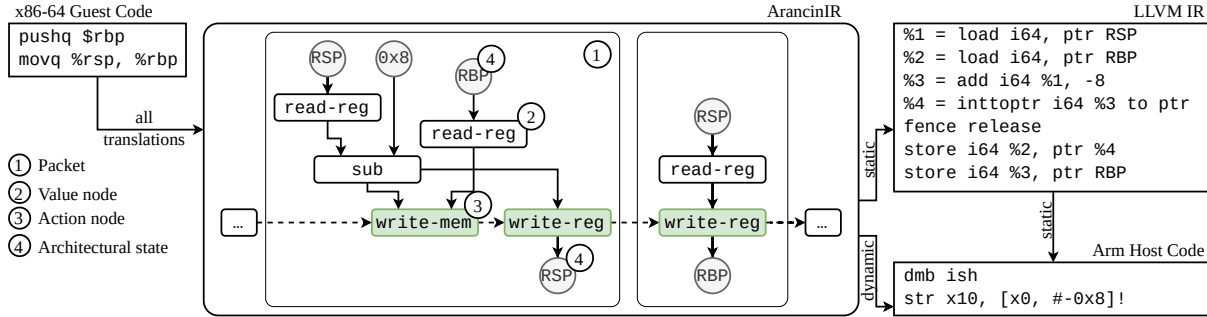 x86-64 Guest Code
pushq $rbp
movq %rsp, %rbp
all
translations
1 Packet
2 Value node
3 Action node
4 Architectural state
ArancinIR
1
RSP
0x8
RBP
4
read-reg
read-reg
2
sub
3
…
write-mem
write-reg
RSP
4
RSP
read-reg
write-reg
RBP
…
static
dynamic
LLVM IR
%1 = load i64, ptr RSP
%2 = load i64, ptr RBP
%3 = add i64 %1, -8
%4 = inttoptr i64 %3 to ptr
fence release
store i64 %2, ptr %4
store i64 %3, ptr RBP
static
Arm Host Code
dmb ish
str x10, [x0, #-0x8]!